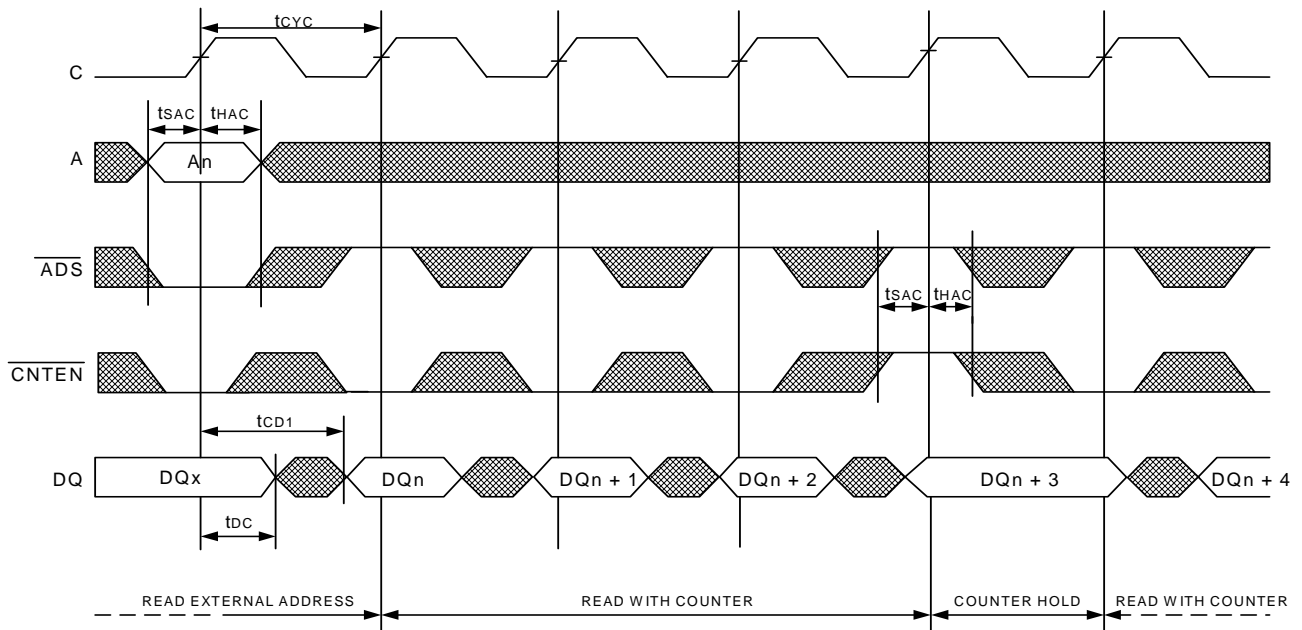 tCYC
C
tSAC tHAC
A An
ADS
tSAC tHAC
CNTEN
tCD1
DQ DQx DQn DQn + 1 DQn + 2 DQn + 3 DQn + 4
tDC
READ EXTERNAL ADDRESS READ WITH COUNTER COUNTER HOLD READ WITH COUNTER